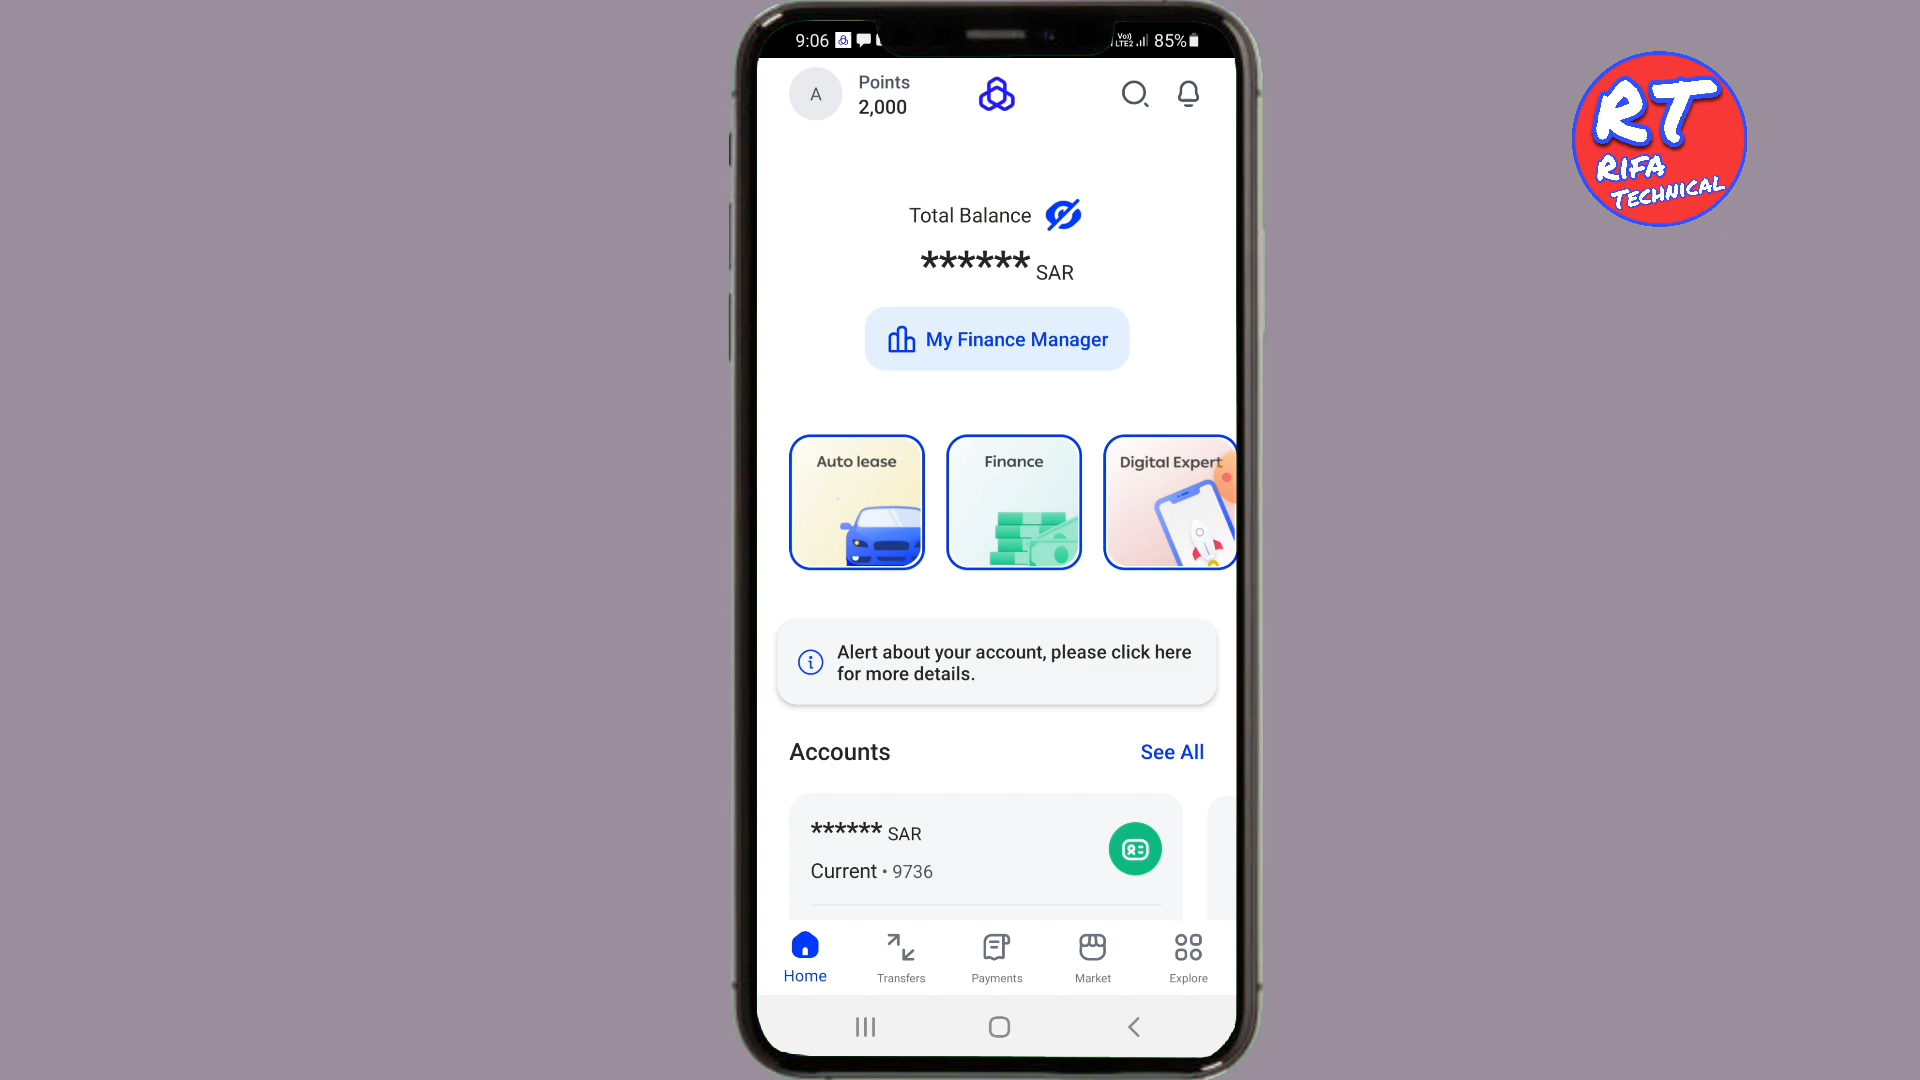 9:06
Vo))
LTE2
85%
A
Points
2,000
Total Balance
****** SAR
My Finance Manager
Auto lease
Finance
Digital Expert
Alert about your account, please click here
for more details.
Accounts
See All
****** SAR
Current • 9736
Home
Transfers
Payments
Market
Explore
RT
RIFA
TECHNICAL